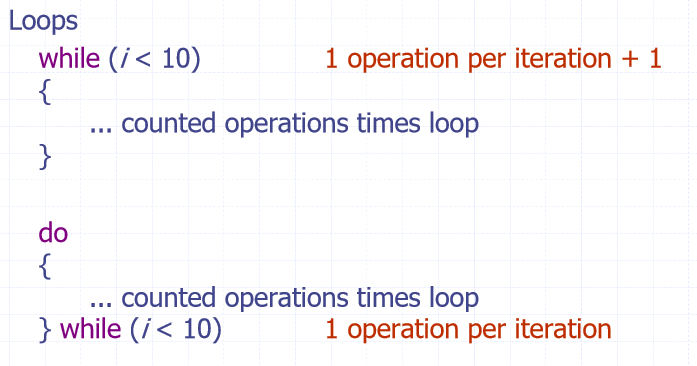 Loops
while (i < 10) 1 operation per iteration + 1
{
... counted operations times loop
}
do
{
... counted operations times loop
} while (i < 10) 1 operation per iteration